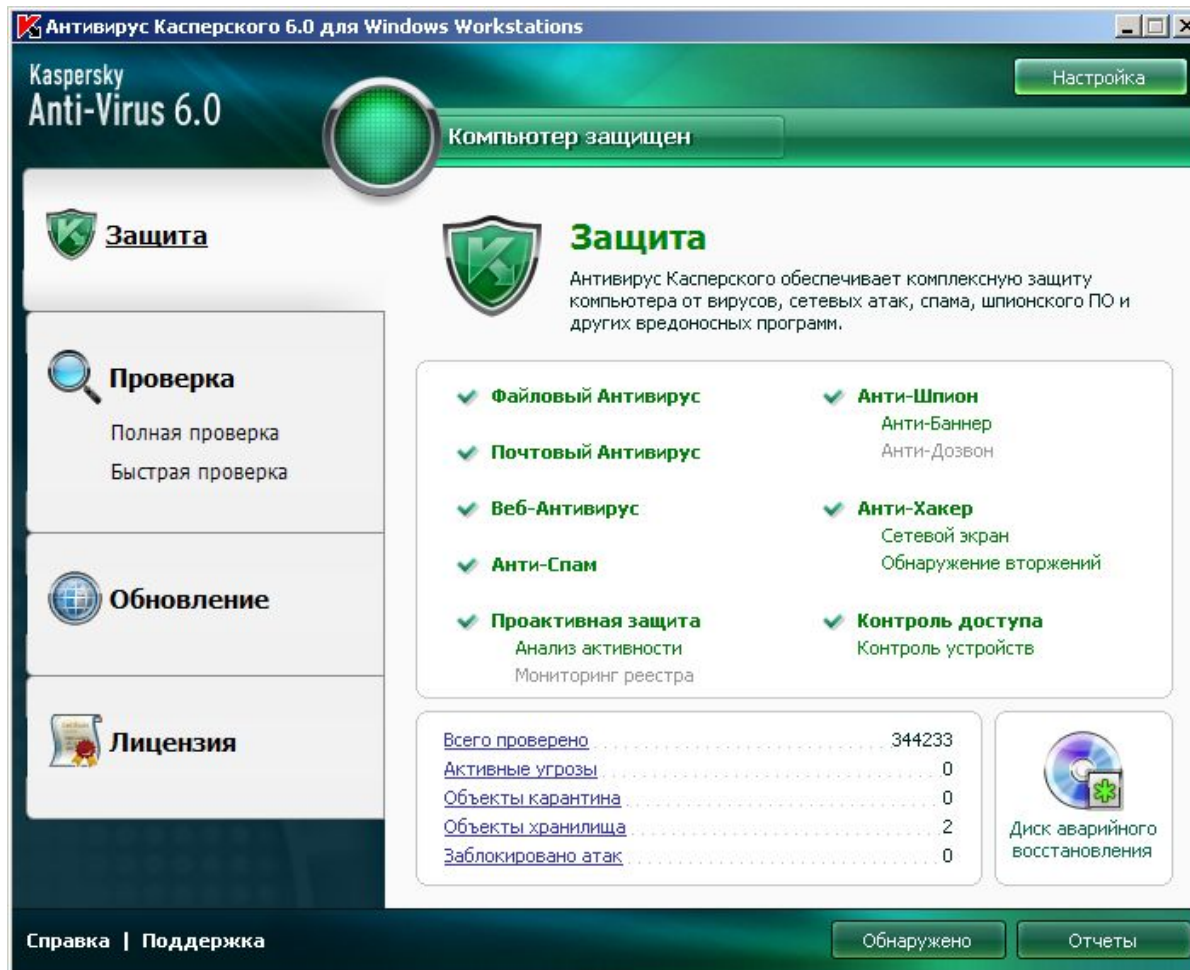 Антивирус Касперского 6.0 для Windows Workstations
Kaspersky
Anti-Virus 6.0
Настройка
Компьютер защищен
Защита
Проверка
Полная проверка
Быстрая проверка
Обновление
Лицензия
Защита
Антивирус Касперского обеспечивает комплексную защиту
компьютера от вирусов, сетевых атак, спама, шпионского ПО и
других вредоносных программ.
Файловый Антивирус
Почтовый Антивирус
Веб-Антивирус
Анти-Спам
Проактивная защита
Анализ активности
Мониторинг реестра
Анти-Шпион
Анти-Баннер
Анти-Дозвон
Анти-Хакер
Сетевой экран
Обнаружение вторжений
Контроль доступа
Контроль устройств
Всего проверено 344233
Активные угрозы 0
Объекты карантина 0
Объекты хранилища 2
Заблокировано атак 0
Диск аварийного
восстановления
Справка | Поддержка
Обнаружено
Отчеты